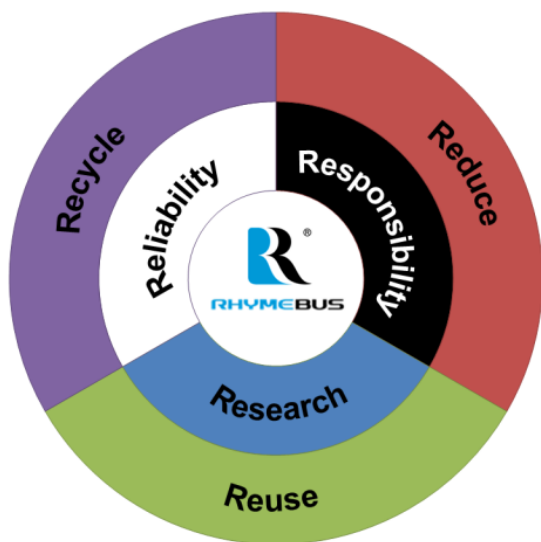 Recycle
Reduce
Reliability
Responsibility
R ®
RHYMEBUS
Research
Reuse